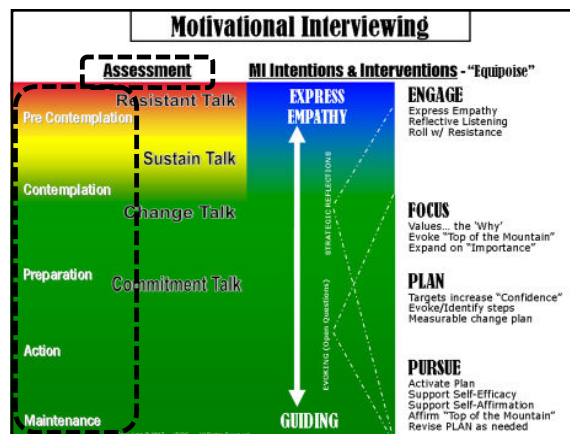 Motivational Interviewing
Assessment
MI Intentions & Interventions - “Equipoise”
Resistant Talk
Pre Contemplation
Sustain Talk
Contemplation
Change Talk
Preparation
Commitment Talk
Action
Maintenance
EXPRESS
EMPATHY
GUIDING
STRATEGIC REFLECTIONS
EVOKING (Open Questions)
ENGAGE
Express Empathy
Reflective Listening
Roll w/ Resistance
FOCUS
Values… the ‘Why’
Evoke “Top of the Mountain”
Expand on “Importance”
PLAN
Targets increase “Confidence”
Evoke/Identify steps
Measurable change plan
PURSUE
Activate Plan
Support Self-Efficacy
Support Self-Affirmation
Affirm “Top of the Mountain”
Revise PLAN as needed